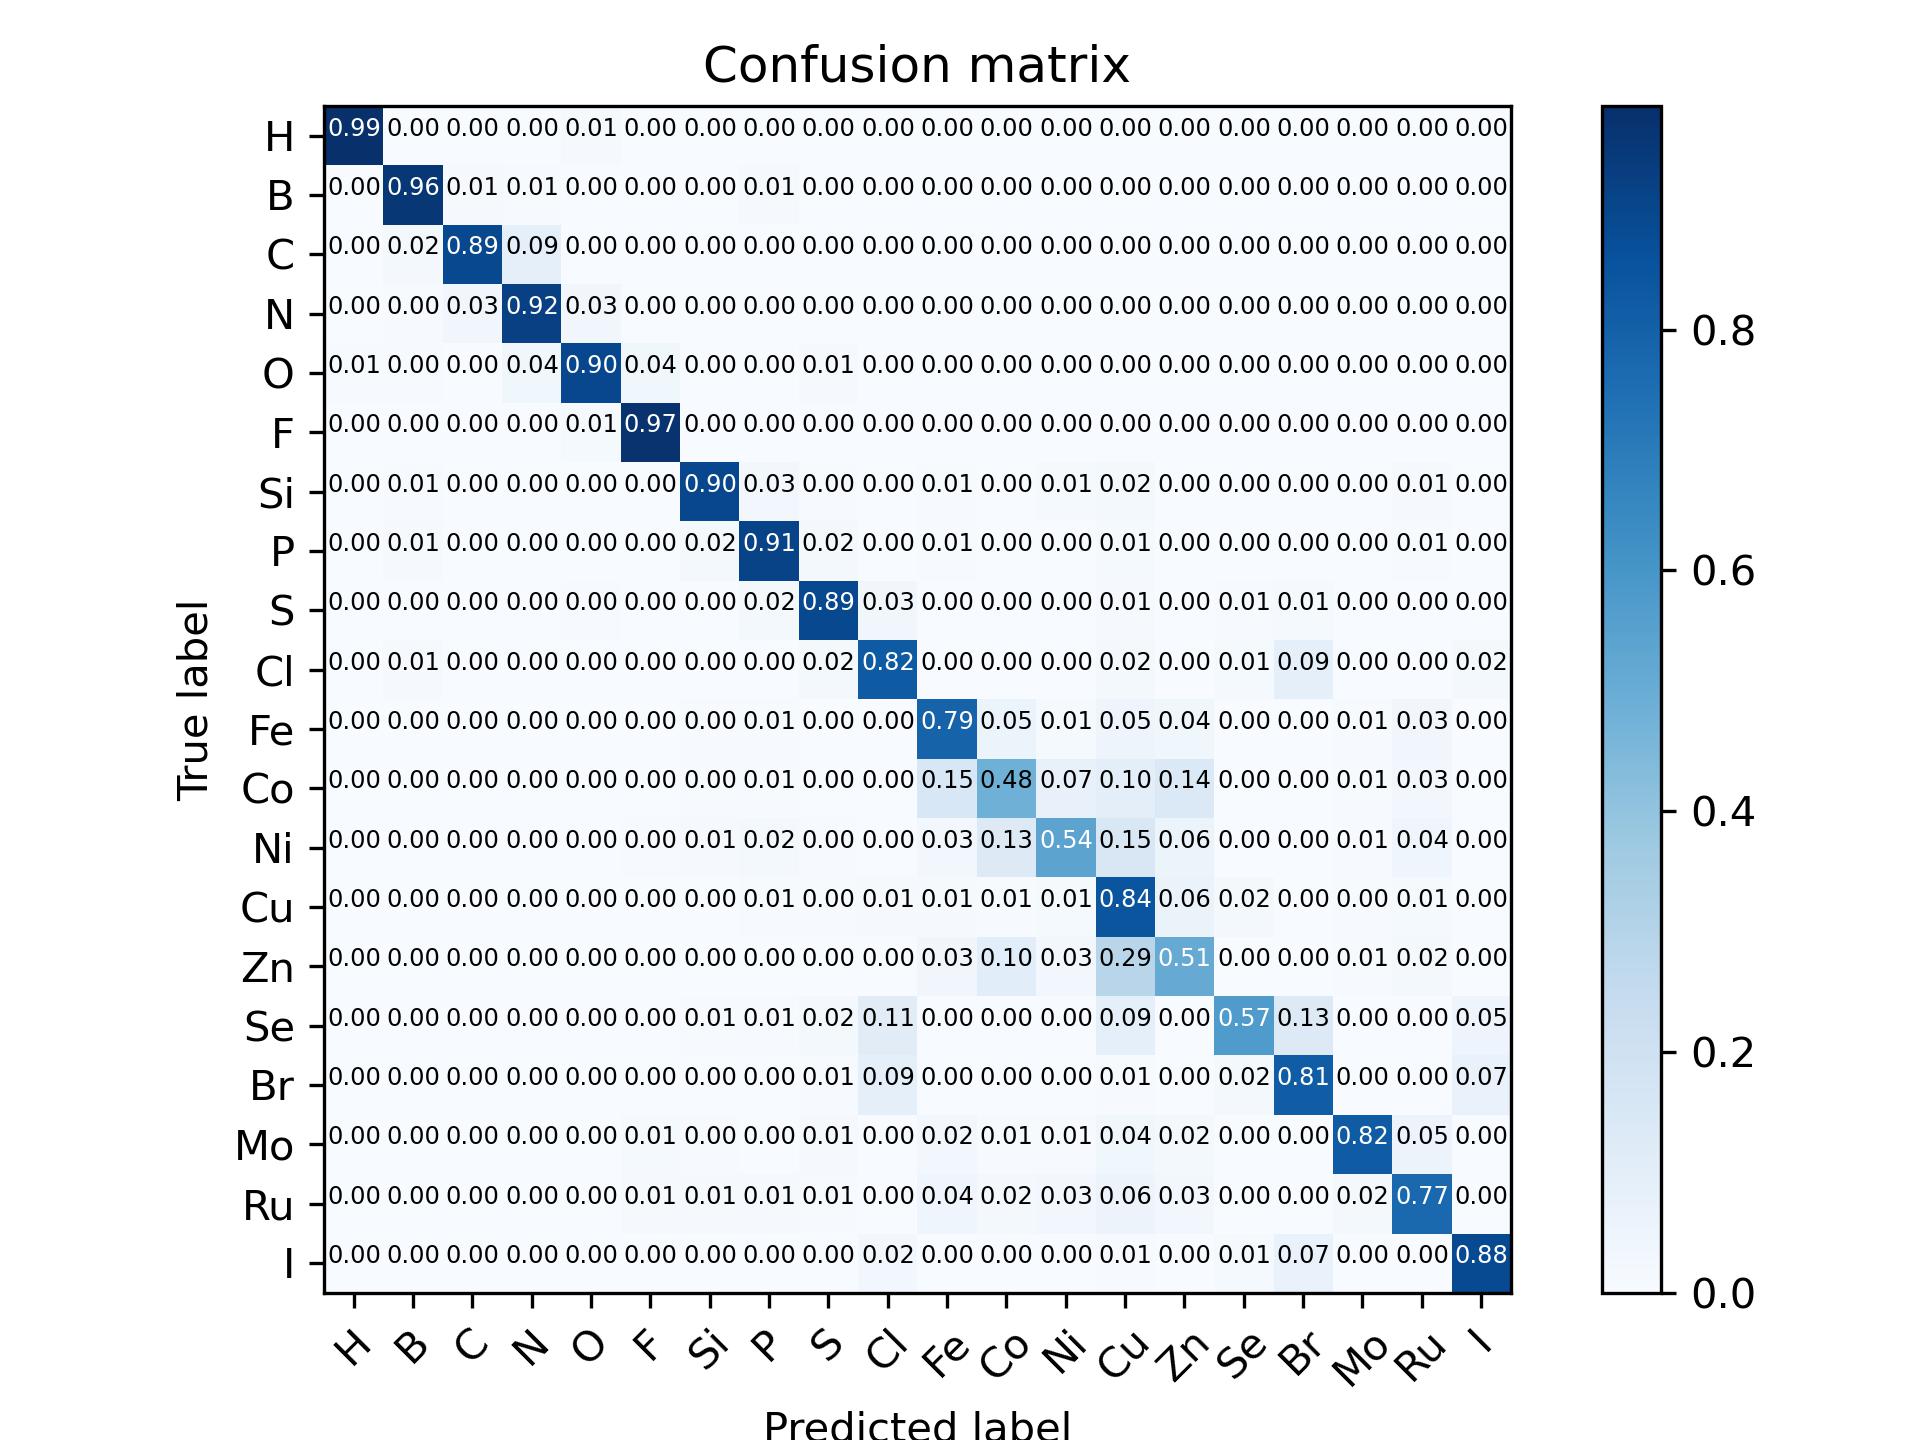 Confusion matrix
H 0.99 0.00 0.00 0.00 0.01 0.00 0.00 0.00 0.00 0.00 0.00 0.00 0.00 0.00 0.00 0.00 0.00 0.00 0.00 0.00
B 0.00 0.96 0.01 0.01 0.00 0.00 0.00 0.01 0.00 0.00 0.00 0.00 0.00 0.00 0.00 0.00 0.00 0.00 0.00 0.00
C 0.00 0.02 0.89 0.09 0.00 0.00 0.00 0.00 0.00 0.00 0.00 0.00 0.00 0.00 0.00 0.00 0.00 0.00 0.00 0.00
N 0.00 0.00 0.03 0.92 0.03 0.00 0.00 0.00 0.00 0.00 0.00 0.00 0.00 0.00 0.00 0.00 0.00 0.00 0.00 0.00
O 0.01 0.00 0.00 0.04 0.90 0.04 0.00 0.00 0.01 0.00 0.00 0.00 0.00 0.00 0.00 0.00 0.00 0.00 0.00 0.00
F 0.00 0.00 0.00 0.00 0.01 0.97 0.00 0.00 0.00 0.00 0.00 0.00 0.00 0.00 0.00 0.00 0.00 0.00 0.00 0.00
Si 0.00 0.01 0.00 0.00 0.00 0.00 0.90 0.03 0.00 0.00 0.01 0.00 0.01 0.02 0.00 0.00 0.00 0.00 0.01 0.00
P 0.00 0.01 0.00 0.00 0.00 0.00 0.02 0.91 0.02 0.00 0.01 0.00 0.00 0.01 0.00 0.00 0.00 0.00 0.01 0.00
S 0.00 0.00 0.00 0.00 0.00 0.00 0.00 0.02 0.89 0.03 0.00 0.00 0.00 0.01 0.00 0.01 0.01 0.00 0.00 0.00
Cl 0.00 0.01 0.00 0.00 0.00 0.00 0.00 0.00 0.02 0.82 0.00 0.00 0.00 0.02 0.00 0.01 0.09 0.00 0.00 0.02
Fe 0.00 0.00 0.00 0.00 0.00 0.00 0.00 0.01 0.00 0.00 0.79 0.05 0.01 0.05 0.04 0.00 0.00 0.01 0.03 0.00
Co 0.00 0.00 0.00 0.00 0.00 0.00 0.00 0.01 0.00 0.00 0.15 0.48 0.07 0.10 0.14 0.00 0.00 0.01 0.03 0.00
Ni 0.00 0.00 0.00 0.00 0.00 0.00 0.01 0.02 0.00 0.00 0.03 0.13 0.54 0.15 0.06 0.00 0.00 0.01 0.04 0.00
Cu 0.00 0.00 0.00 0.00 0.00 0.00 0.00 0.01 0.00 0.01 0.01 0.01 0.01 0.84 0.06 0.02 0.00 0.00 0.01 0.00
Zn 0.00 0.00 0.00 0.00 0.00 0.00 0.00 0.00 0.00 0.00 0.03 0.10 0.03 0.29 0.51 0.00 0.00 0.01 0.02 0.00
Se 0.00 0.00 0.00 0.00 0.00 0.00 0.01 0.01 0.02 0.11 0.00 0.00 0.00 0.09 0.00 0.57 0.13 0.00 0.00 0.05
Br 0.00 0.00 0.00 0.00 0.00 0.00 0.00 0.00 0.01 0.09 0.00 0.00 0.00 0.01 0.00 0.02 0.81 0.00 0.00 0.07
Mo 0.00 0.00 0.00 0.00 0.00 0.01 0.00 0.00 0.01 0.00 0.02 0.01 0.01 0.04 0.02 0.00 0.00 0.82 0.05 0.00
Ru 0.00 0.00 0.00 0.00 0.00 0.01 0.01 0.01 0.01 0.00 0.04 0.02 0.03 0.06 0.03 0.00 0.00 0.02 0.77 0.00
I 0.00 0.00 0.00 0.00 0.00 0.00 0.00 0.00 0.00 0.02 0.00 0.00 0.00 0.01 0.00 0.01 0.07 0.00 0.00 0.88
H B C N O F Si P S Cl Fe Co Ni Cu Zn Se Br Mo Ru I
Predicted label
True label
0.8
0.6
0.4
0.2
0.0